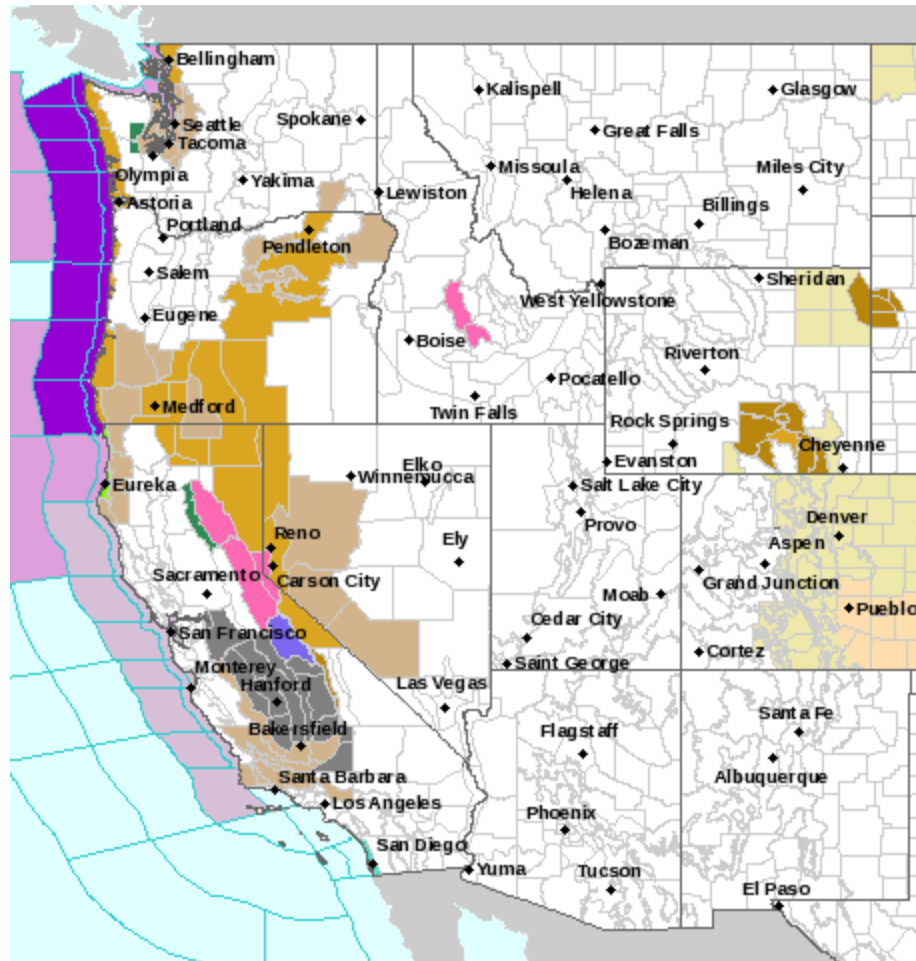 Bellingham
Kalispell
Glasgow
Seattle
Spokane
Great Falls
Tacoma
Olympia
Missoula
Miles City
Yakima
Lewiston
Helena
Astoria
Billings
Portland
Pendleton
Bozeman
Salem
Sheridan
West Yellowstone
Eugene
Boise
Riverton
Pocatello
Medford
Twin Falls
Rock Springs
Cheyenne
Elko
Evanston
Eureka
Winnemucca
Salt Lake City
Denver
Provo
Reno
Ely
Aspen
Sacramento
Carson City
Grand Junction
Moab
Pueblo
San Francisco
Cedar City
Cortez
Saint George
Monterey
Hanford
Las Vegas
Santa Fe
Bakersfield
Flagstaff
Santa Barbara
Albuquerque
Los Angeles
Phoenix
San Diego
Yuma
Tucson
El Paso